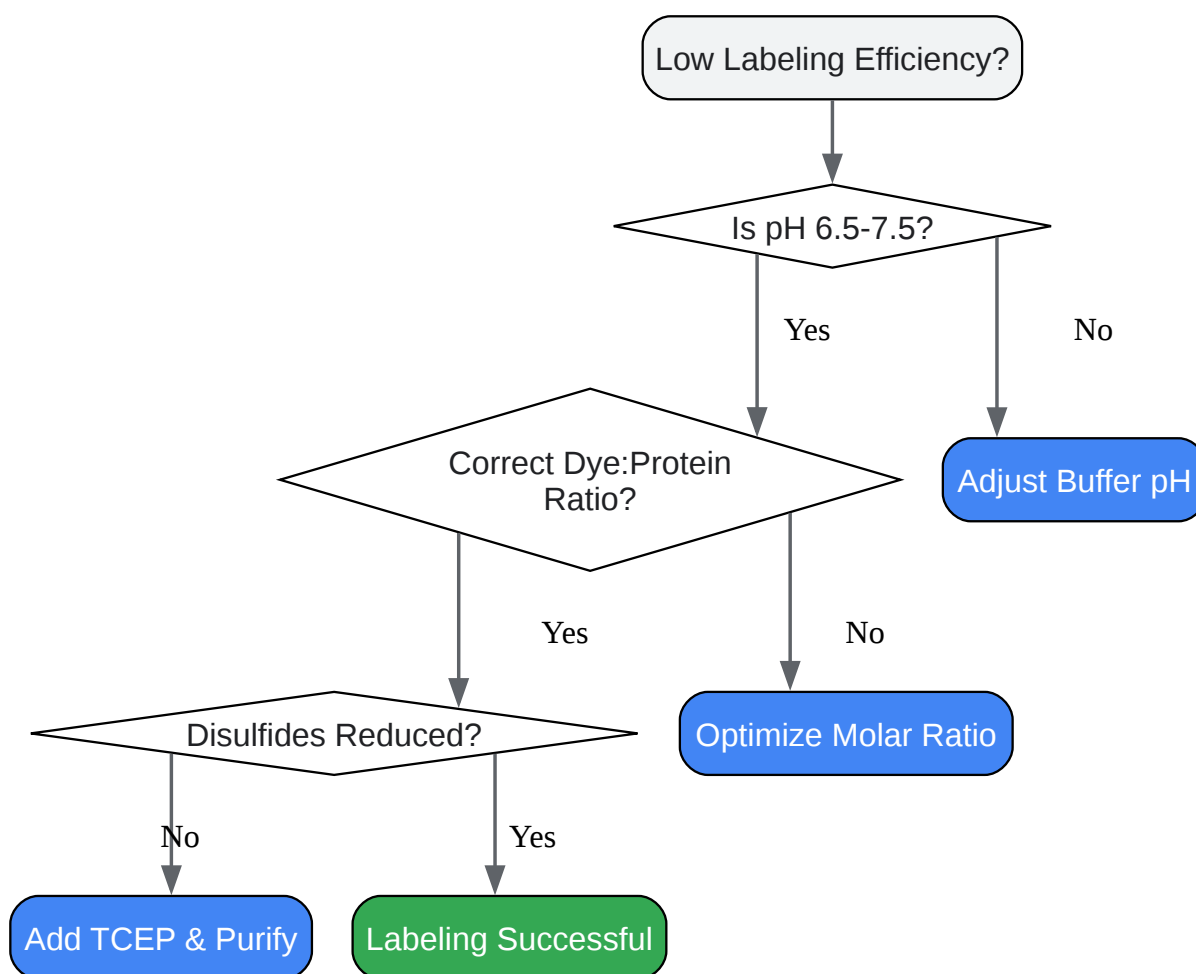 Low Labeling Efficiency?
Is pH 6.5-7.5?
Yes
No
Correct Dye:Protein
Ratio?
Adjust Buffer pH
Yes
No
Disulfides Reduced?
Optimize Molar Ratio
No
Yes
Add TCEP & Purify
Labeling Successful